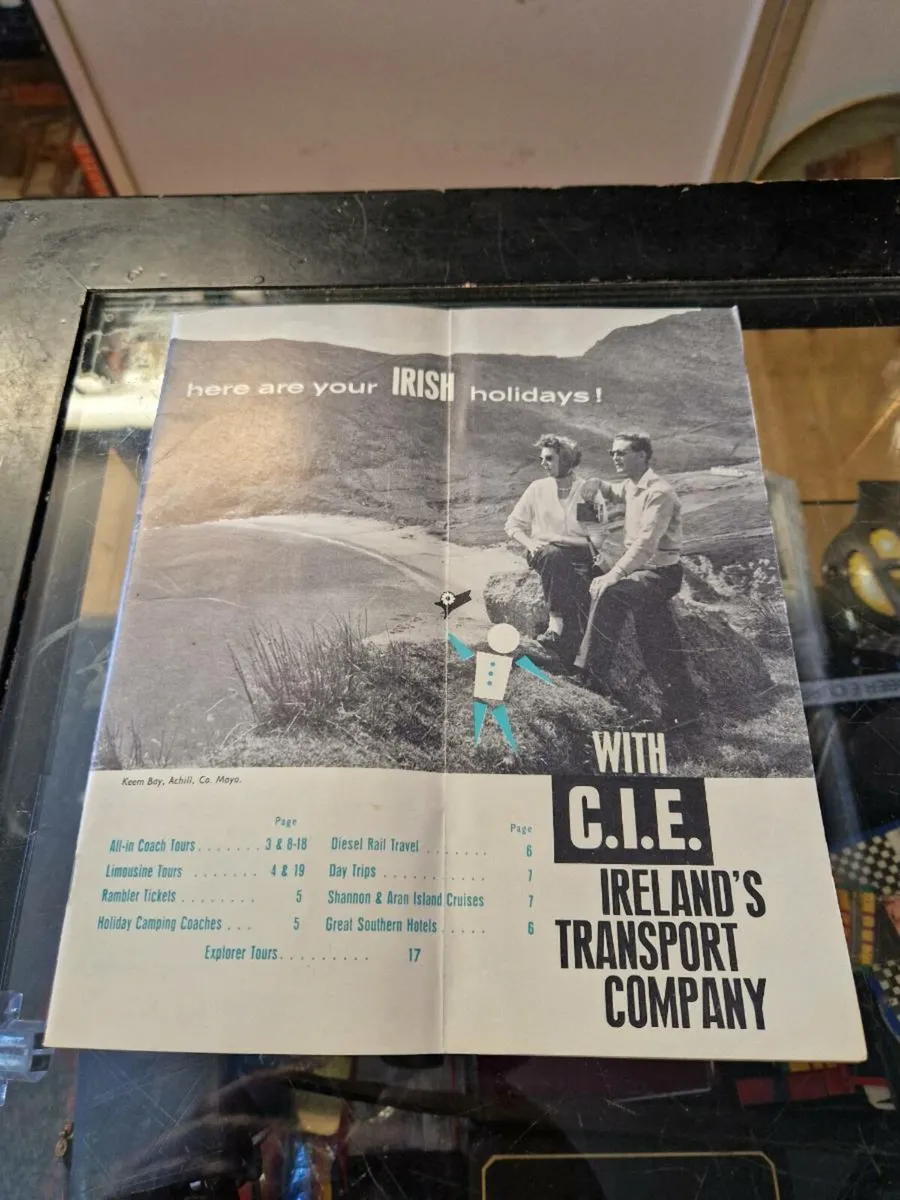 here are your IRISH holidays!
Keem Bay, Achill, Co. Mayo.
WITH
C.I.E.
IRELAND'S
TRANSPORT
COMPANY
Page
All-in Coach Tours . . . . . . . 3 & 8-18
Limousine Tours . . . . . . . 4 & 19
Rambler Tickets . . . . . . . . 5
Holiday Camping Coaches . . . 5
Page
Diesel Rail Travel . . . . . . . 6
Day Trips . . . . . . . . . . . 7
Shannon & Aran Island Cruises 7
Great Southern Hotels . . . . . 6
Explorer Tours . . . . . . . . . 17